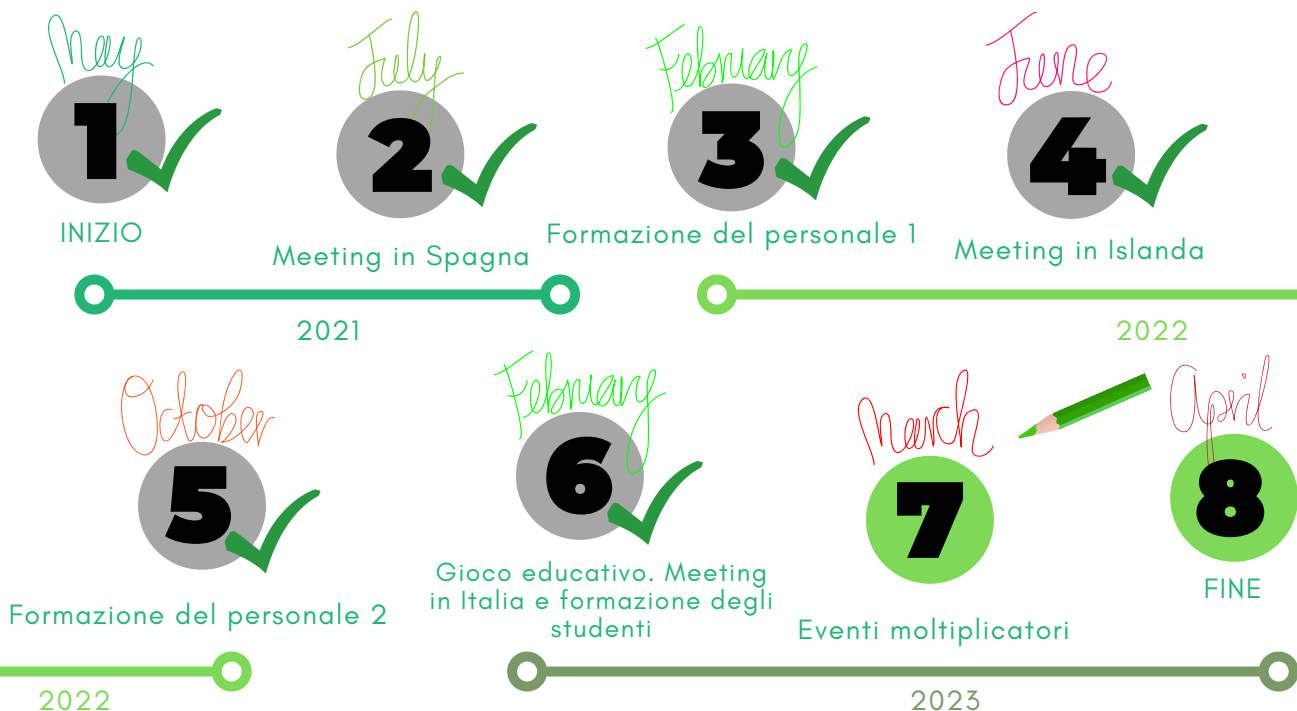 May
1
INIZIO
July
2
Meeting in Spagna
February
3
Formazione del personale 1
June
4
Meeting in Islanda
2021
2022
October
5
Formazione del personale 2
February
6
Gioco educativo. Meeting
in Italia e formazione degli
studenti
March
7
Eventi moltiplicatori
April
8
FINE
2022
2023